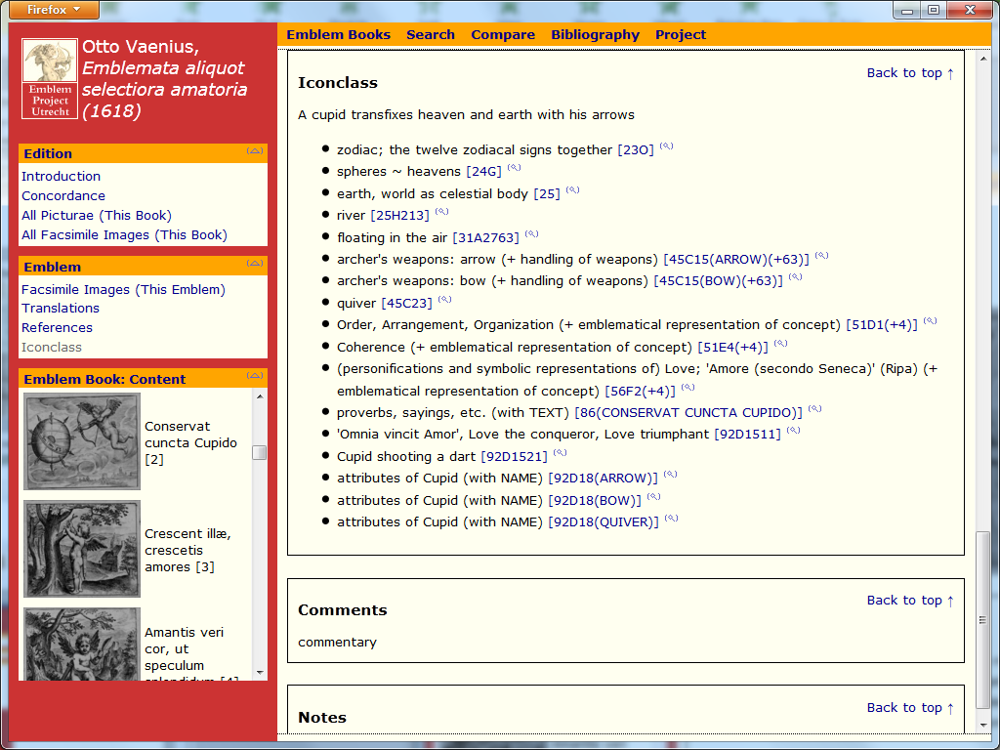 Firefox
Otto Vaenius,
Emblemata aliquot
selectiora amatoria
(1618)
Emblem
Project
Utrecht
Edition
Introduction
Concordance
All Picturae (This Book)
All Facsimile Images (This Book)
Emblem
Facsimile Images (This Emblem)
Translations
References
Iconclass
Emblem Book: Content
Conservat
cuncta Cupido
[2]
Crescent illæ,
crescetis
amores [3]
Amantis veri
cor, ut
speculum
splendidum [4]
Emblem Books Search Compare Bibliography Project
Back to top ↑
Iconclass
A cupid transfixes heaven and earth with his arrows
• zodiac; the twelve zodiacal signs together [23O]
• spheres ~ heavens [24G]
• earth, world as celestial body [25]
• river [25H213]
• floating in the air [31A2763]
• archer's weapons: arrow (+ handling of weapons) [45C15(ARROW)(+63)]
• archer's weapons: bow (+ handling of weapons) [45C15(BOW)(+63)]
• quiver [45C23]
• Order, Arrangement, Organization (+ emblematical representation of concept) [51D1(+4)]
• Coherence (+ emblematical representation of concept) [51E4(+4)]
• (personifications and symbolic representations of) Love; 'Amore (secondo Seneca)' (Ripa) (+
emblematical representation of concept) [56F2(+4)]
• proverbs, sayings, etc. (with TEXT) [86(CONSERVAT CUNCTA CUPIDO)]
• 'Omnia vincit Amor', Love the conqueror, Love triumphant [92D1511]
• Cupid shooting a dart [92D1521]
• attributes of Cupid (with NAME) [92D18(ARROW)]
• attributes of Cupid (with NAME) [92D18(BOW)]
• attributes of Cupid (with NAME) [92D18(QUIVER)]
Back to top ↑
Comments
commentary
Back to top ↑
Notes